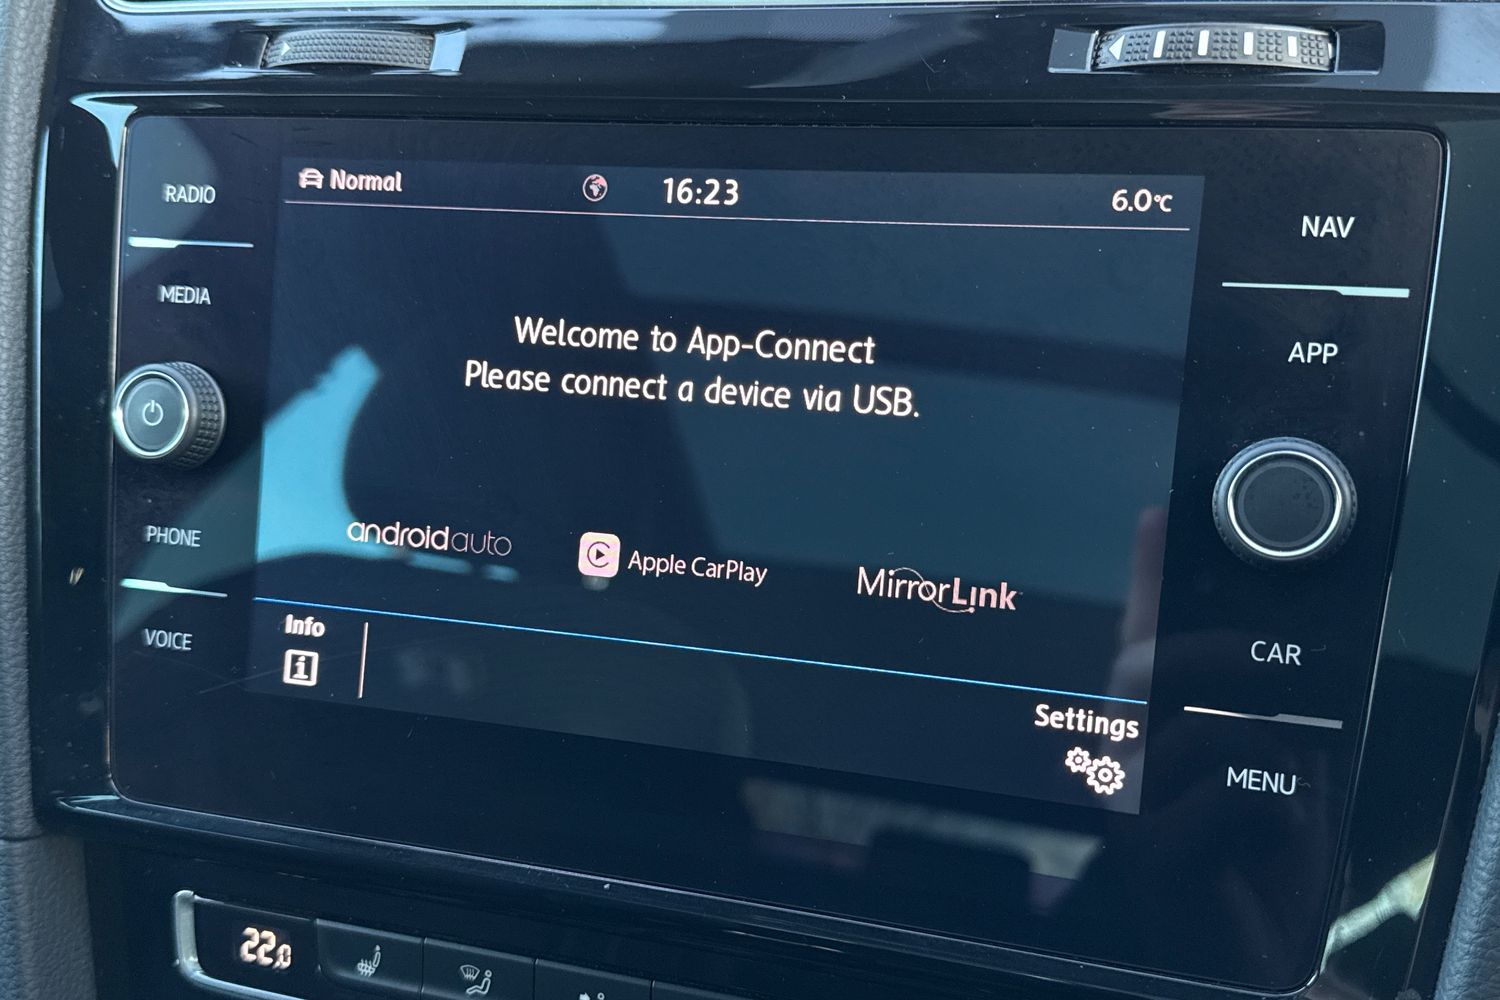 RADIO
MEDIA
PHONE
VOICE
Normal
16:23
6.0°C
Welcome to App-Connect
Please connect a device via USB.
androidauto
Apple CarPlay
MirrorLink
Info
i
Settings
NAV
APP
CAR
MENU
22.0